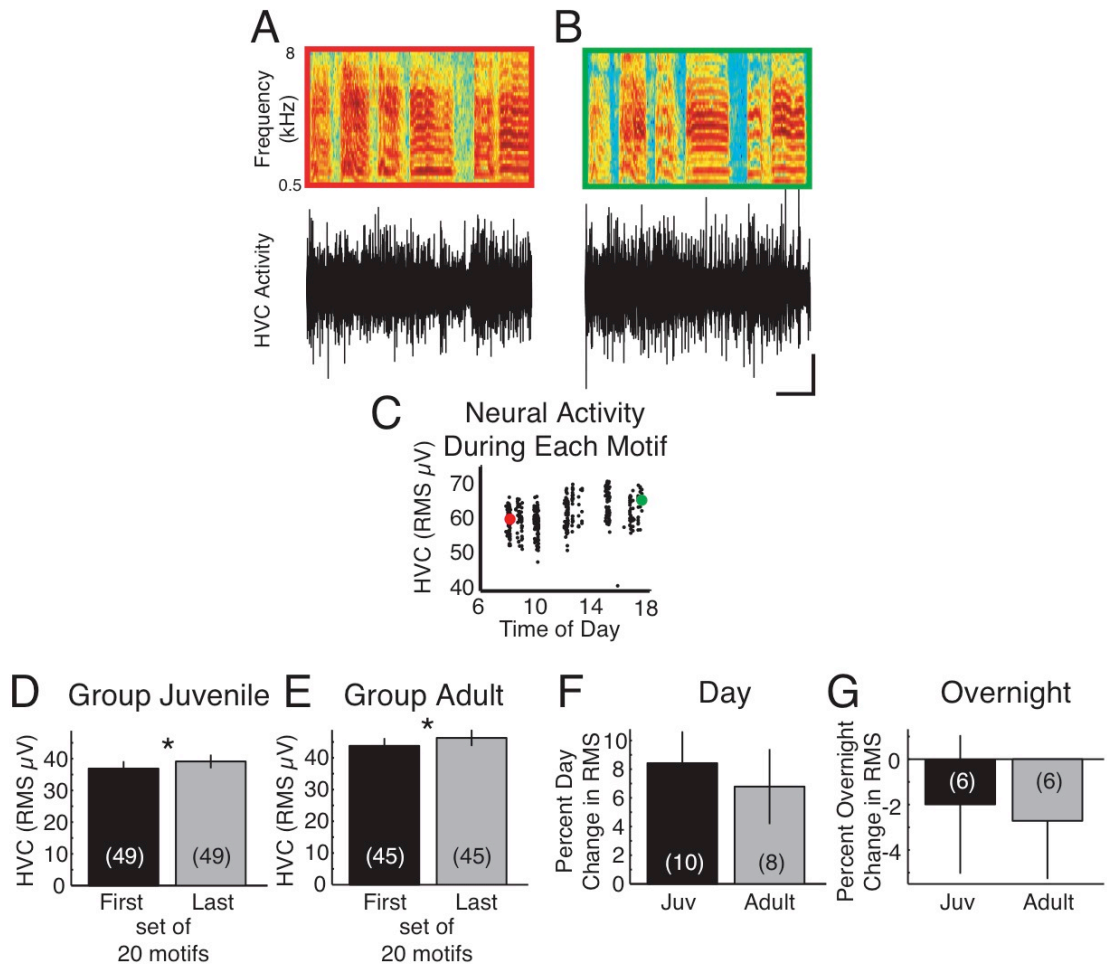 A
B
8
Frequency
(kHz)
0.5
HVC Activity
C
Neural Activity
During Each Motif
HVC (RMS µV)
70
60
50
40
6 10 14 18
Time of Day
D Group Juvenile
HVC (RMS µV)
40
30
20
10
0
*
(49) (49)
First Last
set of
20 motifs
E Group Adult
HVC (RMS µV)
40
30
20
10
0
*
(45) (45)
First Last
set of
20 motifs
F Day
Percent Day
Change in RMS
10
8
6
4
2
0
(10) (8)
Juv Adult
G Overnight
Percent Overnight
Change in RMS
0
-2
-4
(6) (6)
Juv Adult